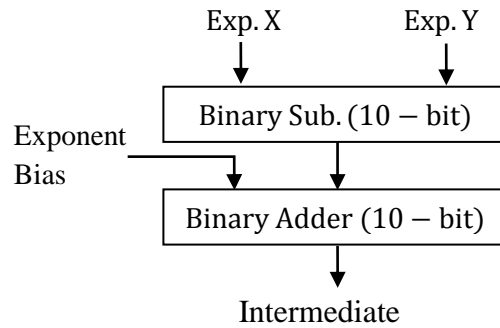 Exp. X Exp. Y
Binary Sub. (10 − bit)
Exponent
Bias
Binary Adder (10 − bit)
Intermediate